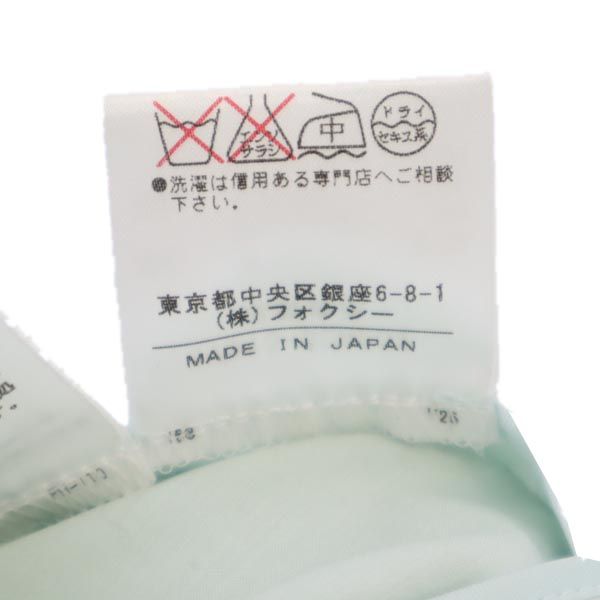 エンソ
サラシ
中
ドライ
セキユ系
●洗濯は信用ある専門店へご相談
下さい。
東京都中央区銀座6-8-1
(株)フォクシー
MADE IN JAPAN